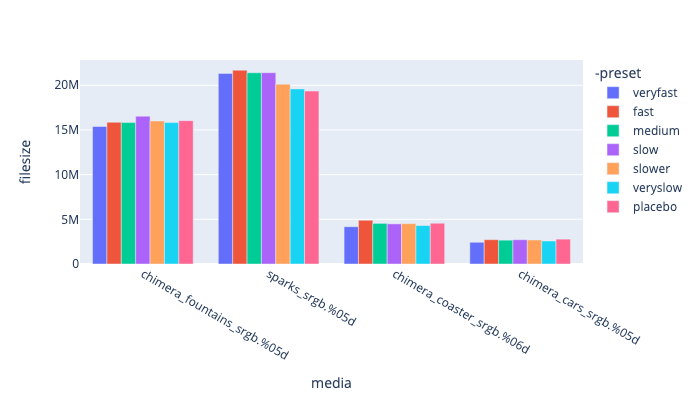 -preset
veryfast
fast
medium
slow
slower
veryslow
placebo
filesize
20M
15M
10M
5M
0
chimera_fountains_srgb.%05d
sparks_srgb.%05d
chimera_coaster_srgb.%06d
chimera_cars_srgb.%05d
media